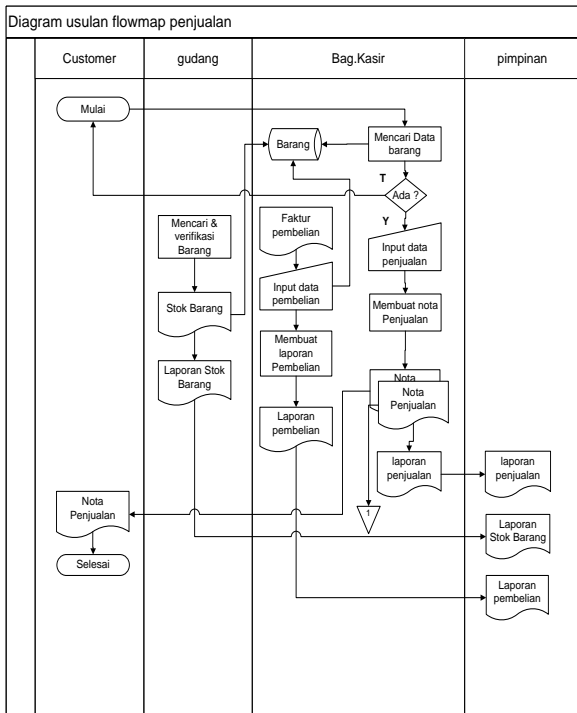 Diagram usulan flowmap penjualan
Customer
gudang
Bag.Kasir
pimpinan
Mulai
Barang
Mencari Data
barang
T
Ada ?
Y
Mencari &
verifikasi
Barang
Faktur
pembelian
Input data
penjualan
Stok Barang
Input data
pembelian
Membuat nota
Penjualan
Laporan Stok
Barang
Membuat
laporan
Pembelian
Nota
Nota
Penjualan
Laporan
pembelian
laporan
penjualan
laporan
penjualan
Nota
Penjualan
1
Laporan
Stok Barang
Selesai
Laporan
pembelian